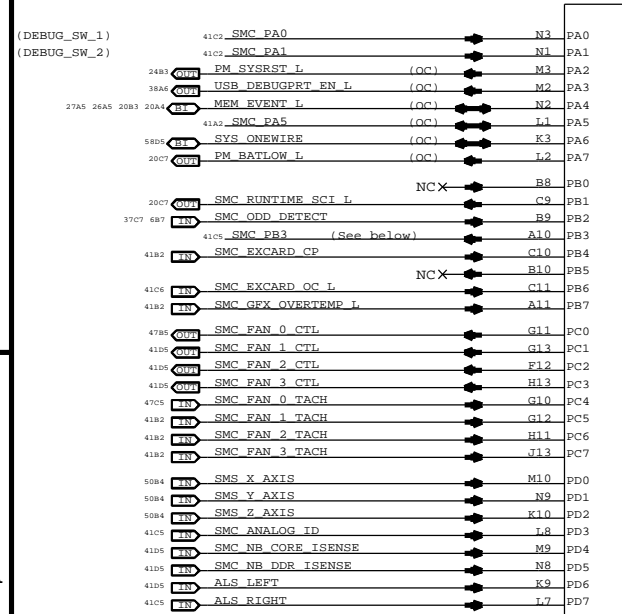 (DEBUG_SW_1) 41C2 SMC_PA0 N3 PA0
(DEBUG_SW_2) 41C2 SMC_PA1 N1 PA1
24B3 OUT PM_SYSRST_L (OC) M3 PA2
38A6 OUT USB_DEBUGPRT_EN_L (OC) M2 PA3
27A5 26A5 20B3 20A4 BI MEM_EVENT_L (OC) N2 PA4
41A2 SMC_PA5 (OC) L1 PA5
58D5 BI SYS_ONEWIRE (OC) K3 PA6
20C7 OUT PM_BATLOW_L (OC) L2 PA7
NC B8 PB0
20C7 OUT SMC_RUNTIME_SCI_L C9 PB1
37C7 6B7 IN SMC_ODD_DETECT B9 PB2
41C5 SMC_PB3 (See below) A10 PB3
41B2 IN SMC_EXCARD_CP C10 PB4
NC B10 PB5
41C6 IN SMC_EXCARD_OC_L C11 PB6
41B2 IN SMC_GFX_OVERTEMP_L A11 PB7
47B5 OUT SMC_FAN_0_CTL G11 PC0
41D5 OUT SMC_FAN_1_CTL G13 PC1
41D5 OUT SMC_FAN_2_CTL F12 PC2
41D5 OUT SMC_FAN_3_CTL H13 PC3
47C5 IN SMC_FAN_0_TACH G10 PC4
41B2 IN SMC_FAN_1_TACH G12 PC5
41B2 IN SMC_FAN_2_TACH H11 PC6
41B2 IN SMC_FAN_3_TACH J13 PC7
50B4 IN SMS_X_AXIS M10 PD0
50B4 IN SMS_Y_AXIS N9 PD1
50B4 IN SMS_Z_AXIS K10 PD2
41C5 IN SMC_ANALOG_ID L8 PD3
41D5 IN SMC_NB_CORE_ISENSE M9 PD4
41D5 IN SMC_NB_DDR_ISENSE N8 PD5
41D5 IN ALS_LEFT K9 PD6
41C5 IN ALS_RIGHT L7 PD7